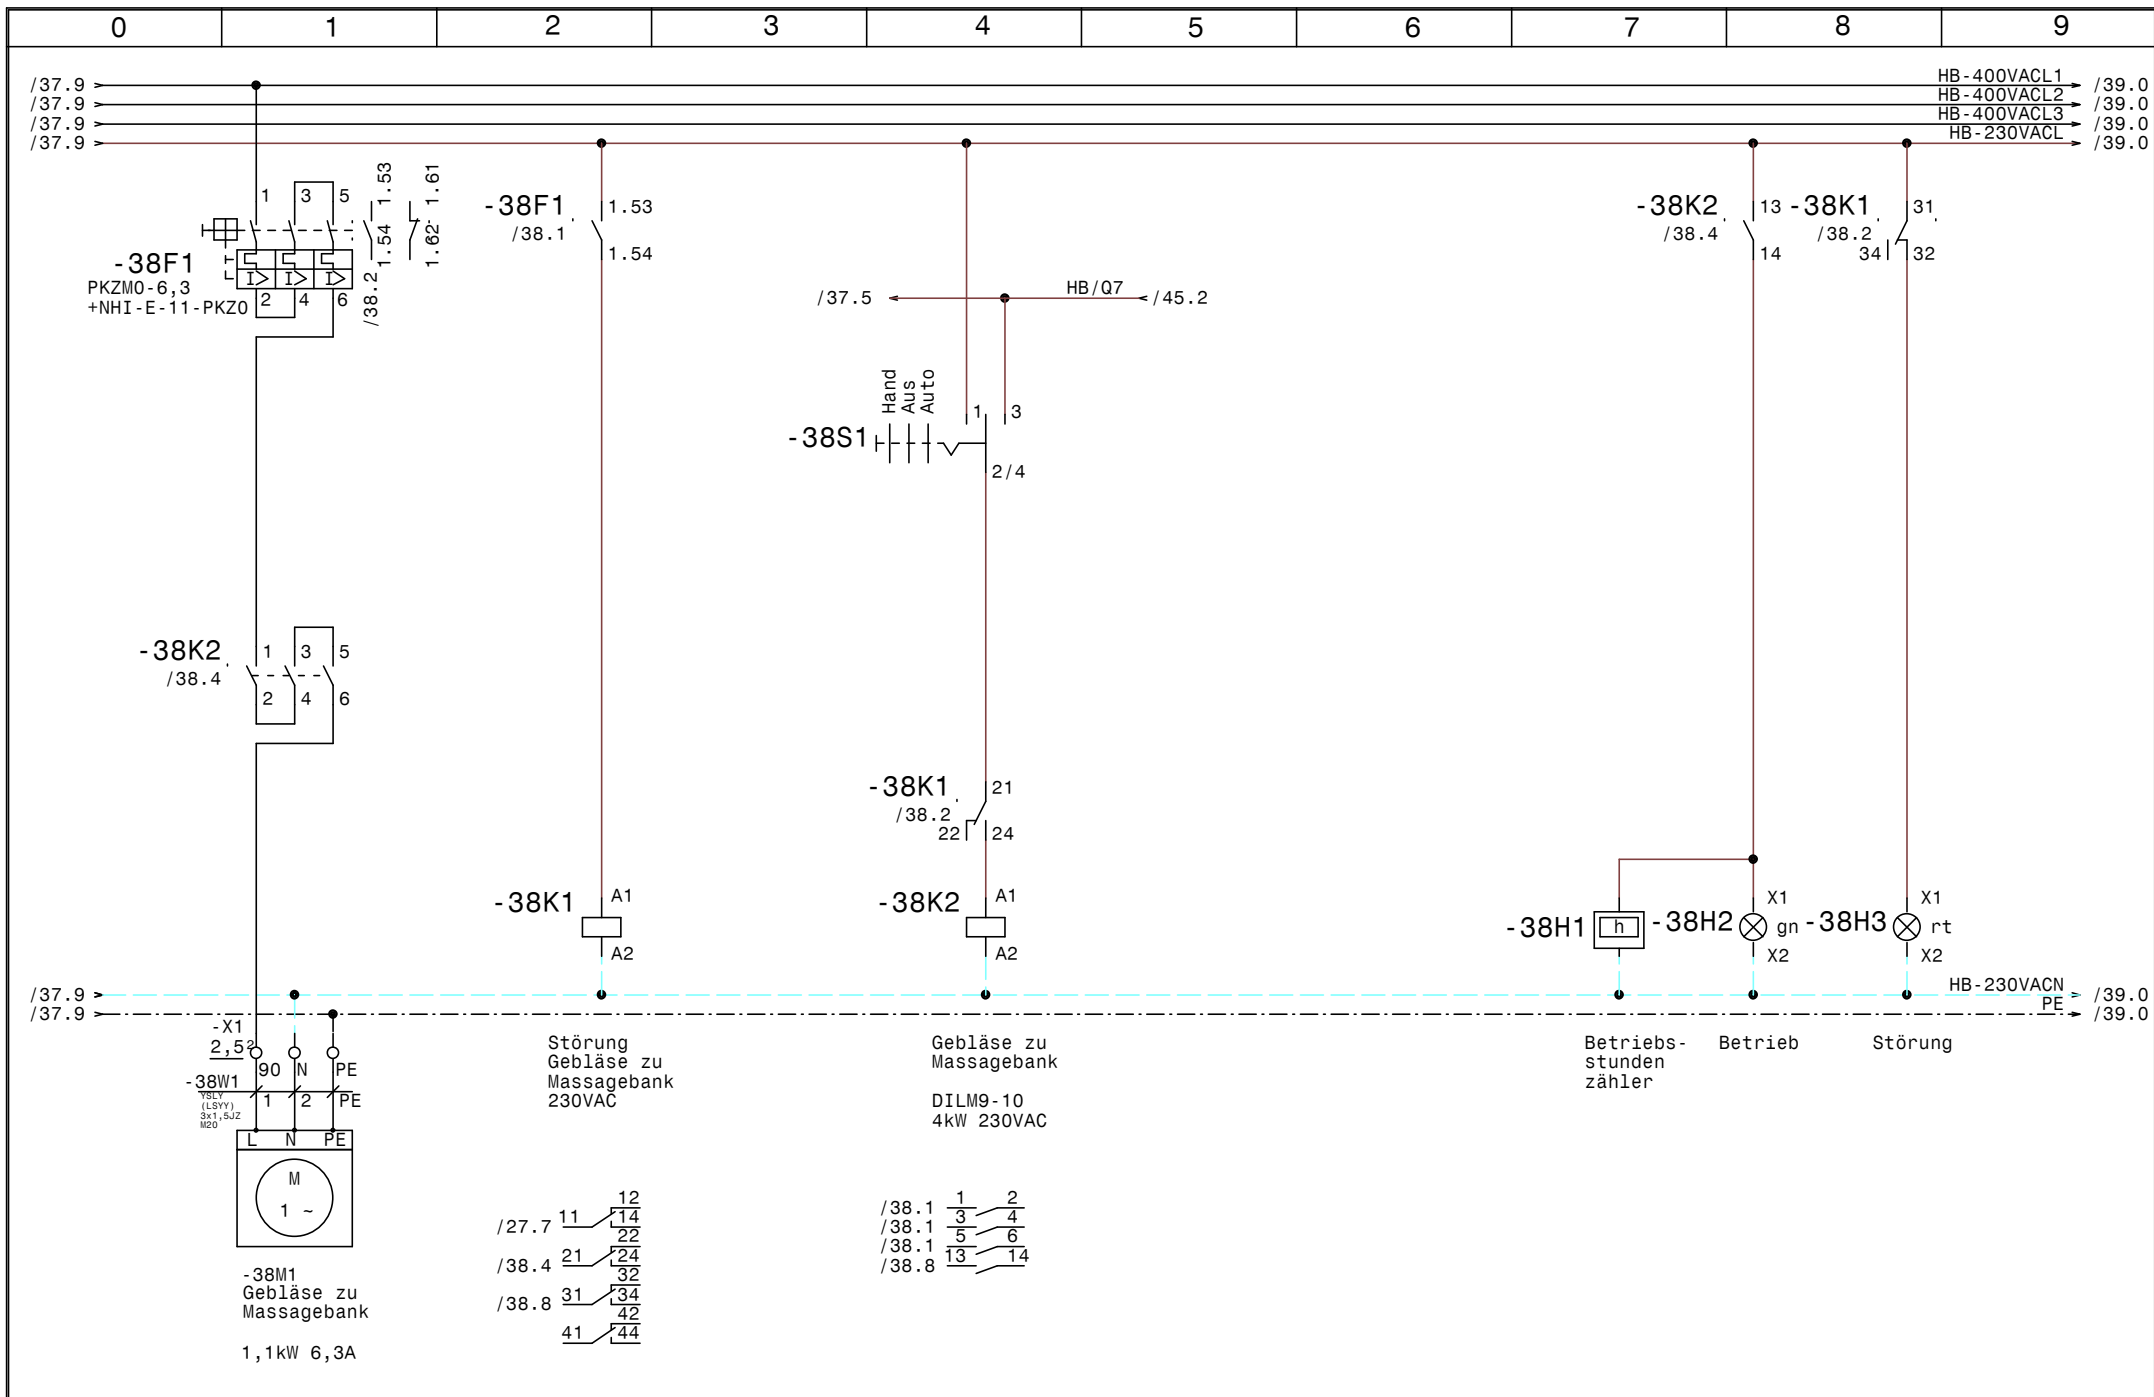 0 1 2 3 4 5 6 7 8 9
/37.9 HB-400VACL1 /39.0
/37.9 HB-400VACL2 /39.0
/37.9 HB-400VACL3 /39.0
/37.9 HB-230VACL /39.0
1 3 5 1.53 1.61
1.54 1.62
/38.2
-38F1
PKZMO-6,3
+NHI-E-11-PKZO
I> I> I>
2 4 6
-38F1 1.53
/38.1
1.54
-38K2 13
/38.4
14
-38K1 31
/38.2
34 32
/37.5 HB/Q7 /45.2
Hand
Aus
Auto
1 3
-38S1
2/4
-38K2 1 3 5
/38.4
2 4 6
-38K1 21
/38.2
22 24
-38K1 A1
A2
-38K2 A1
A2
-38H1 h
-38H2 X1
gn
X2
-38H3 X1
rt
X2
/37.9 HB-230VACN /39.0
/37.9 PE /39.0
-X1
2,5²
90 N PE
-38W1
YSLY
(LSYY)
3x1,5JZ
M20
1 2 PE
L N PE
M
1 ~
-38M1
Gebläse zu
Massagebank
1,1kW 6,3A
Störung
Gebläse zu
Massagebank
230VAC
Gebläse zu
Massagebank
DILM9-10
4kW 230VAC
Betriebs-
stunden
zähler
Betrieb
Störung
12
/27.7 11 14
22
/38.4 21 24
32
/38.8 31 34
42
41 44
/38.1 1 2
/38.1 3 4
/38.1 5 6
/38.8 13 14